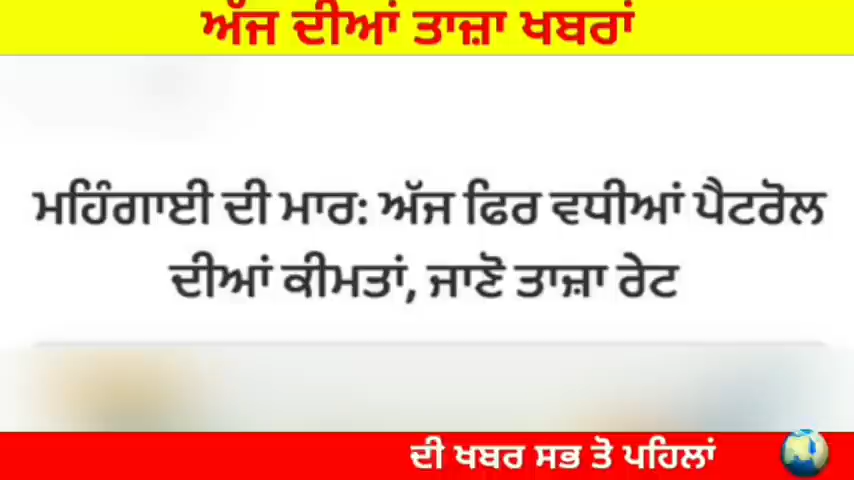 ਅੱਜ ਦੀਆਂ ਤਾਜ਼ਾ ਖਬਰਾਂ
ਮਹਿੰਗਾਈ ਦੀ ਮਾਰ: ਅੱਜ ਫਿਰ ਵਧੀਆਂ ਪੈਟਰੋਲ
ਦੀਆਂ ਕੀਮਤਾਂ, ਜਾਣੋ ਤਾਜ਼ਾ ਰੇਟ
ਦੀ ਖਬਰ ਸਭ ਤੋ ਪਹਿਲਾਂ